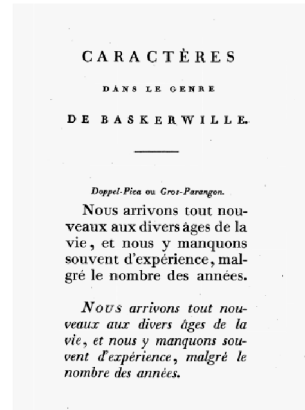 CARACTÈRES
DANS LE GENRE
DE BASKERWILLE.
Doppel-Pica ou Gros-Parangon.
Nous arrivons tout nou-
veaux aux divers âges de la
vie, et nous y manquons
souvent d'expérience, mal-
gré le nombre des années.
Nous arrivons tout nou-
veaux aux divers âges de la
vie, et nous y manquons sou-
vent d'expérience, malgré le
nombre des années.